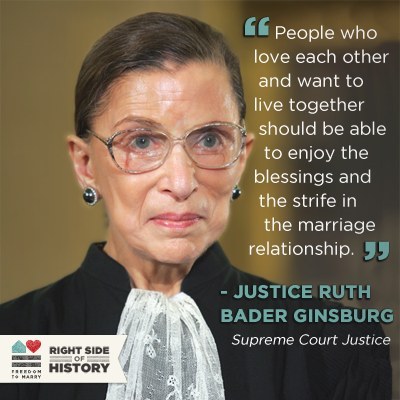 “ People who
love each other
and want to
live together
should be able
to enjoy the
blessings and
the strife in
the marriage
relationship. ”
- JUSTICE RUTH
BADER GINSBURG
Supreme Court Justice
FREEDOM
TO MARRY
RIGHT SIDE
OF
HISTORY